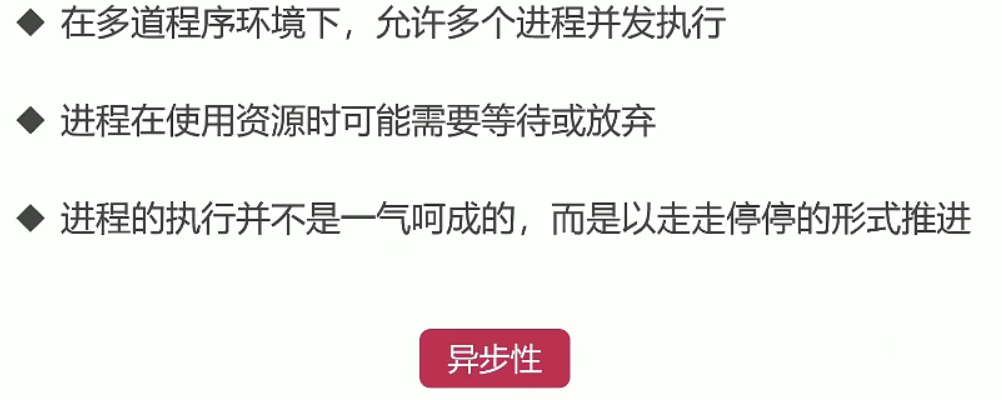 ◆ 在多道程序环境下，允许多个进程并发执行
◆ 进程在使用资源时可能需要等待或放弃
◆ 进程的执行并不是一气呵成的，而是以走走停停的形式推进
异步性